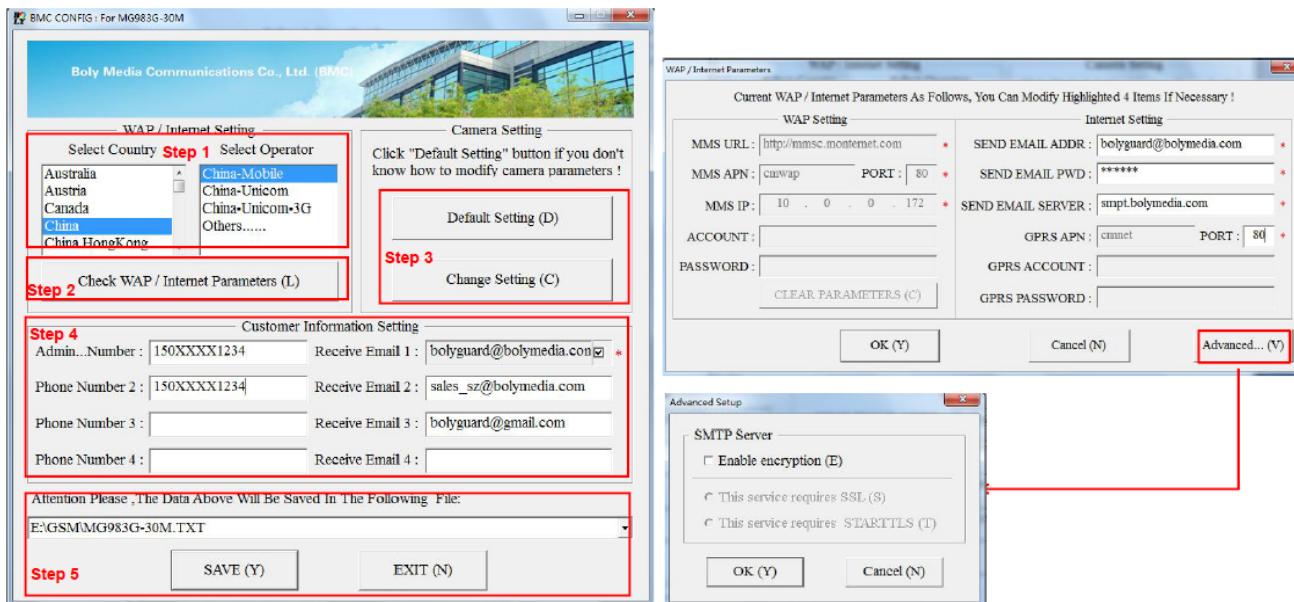 BMC CONFIG : For MG983G-30M
Boly Media Communications Co., Ltd. (BMC)
WAP / Internet Setting
Select Country
Step 1
Select Operator
Australia
Austria
Canada
China
China HongKong
China-Mobile
China-Unicom
China-Unicom-3G
Others......
Step 2
Check WAP / Internet Parameters (L)
Camera Setting
Click "Default Setting" button if you don't
know how to modify camera parameters !
Default Setting (D)
Step 3
Change Setting (C)
Step 4
Customer Information Setting
Admin...Number : 150XXXX1234
Receive Email 1 : bolyguard@bolymedia.con *
Phone Number 2 : 150XXXX1234
Receive Email 2 : sales_sz@bolymedia.com
Phone Number 3 :
Receive Email 3 : bolyguard@gmail.com
Phone Number 4 :
Receive Email 4 :
Attention Please ,The Data Above Will Be Saved In The Following File:
E:\GSM\MG983G-30M.TXT
Step 5
SAVE (Y)
EXIT (N)
WAP / Internet Parameters
Current WAP / Internet Parameters As Follows, You Can Modify Highlighted 4 Items If Necessary !
WAP Setting
MMS URL : http://mmsc.monternet.com *
MMS APN : cmwap PORT : 80 *
MMS IP : 10 . 0 . 0 . 172 *
ACCOUNT :
PASSWORD :
CLEAR PARAMETERS (C)
Internet Setting
SEND EMAIL ADDR : bolyguard@bolymedia.com *
SEND EMAIL PWD : ****** *
SEND EMAIL SERVER : smpt.bolymedia.com *
GPRS APN : cmnet PORT : 80 *
GPRS ACCOUNT :
GPRS PASSWORD :
OK (Y)
Cancel (N)
Advanced... (V)
Advanced Setup
SMTP Server
Enable encryption (E)
This service requires SSL (S)
This service requires STARTTLS (T)
OK (Y)
Cancel (N)